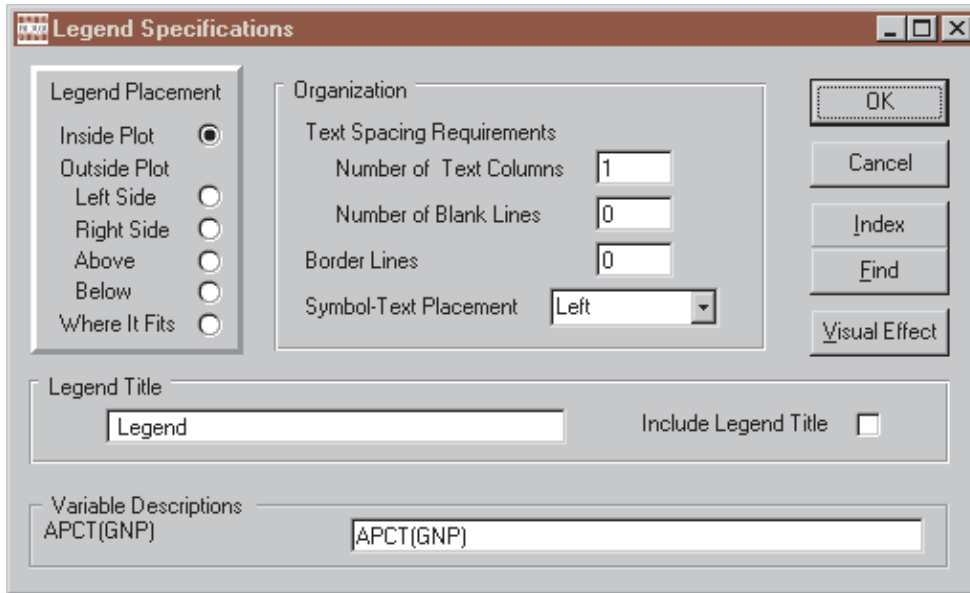 Legend Specifications
Legend Placement
Inside Plot
Outside Plot
Left Side
Right Side
Above
Below
Where It Fits
Organization
Text Spacing Requirements
Number of Text Columns 1
Number of Blank Lines 0
Border Lines 0
Symbol-Text Placement Left
OK
Cancel
Index
Find
Visual Effect
Legend Title
Legend
Include Legend Title
Variable Descriptions
APCT(GNP) APCT(GNP)